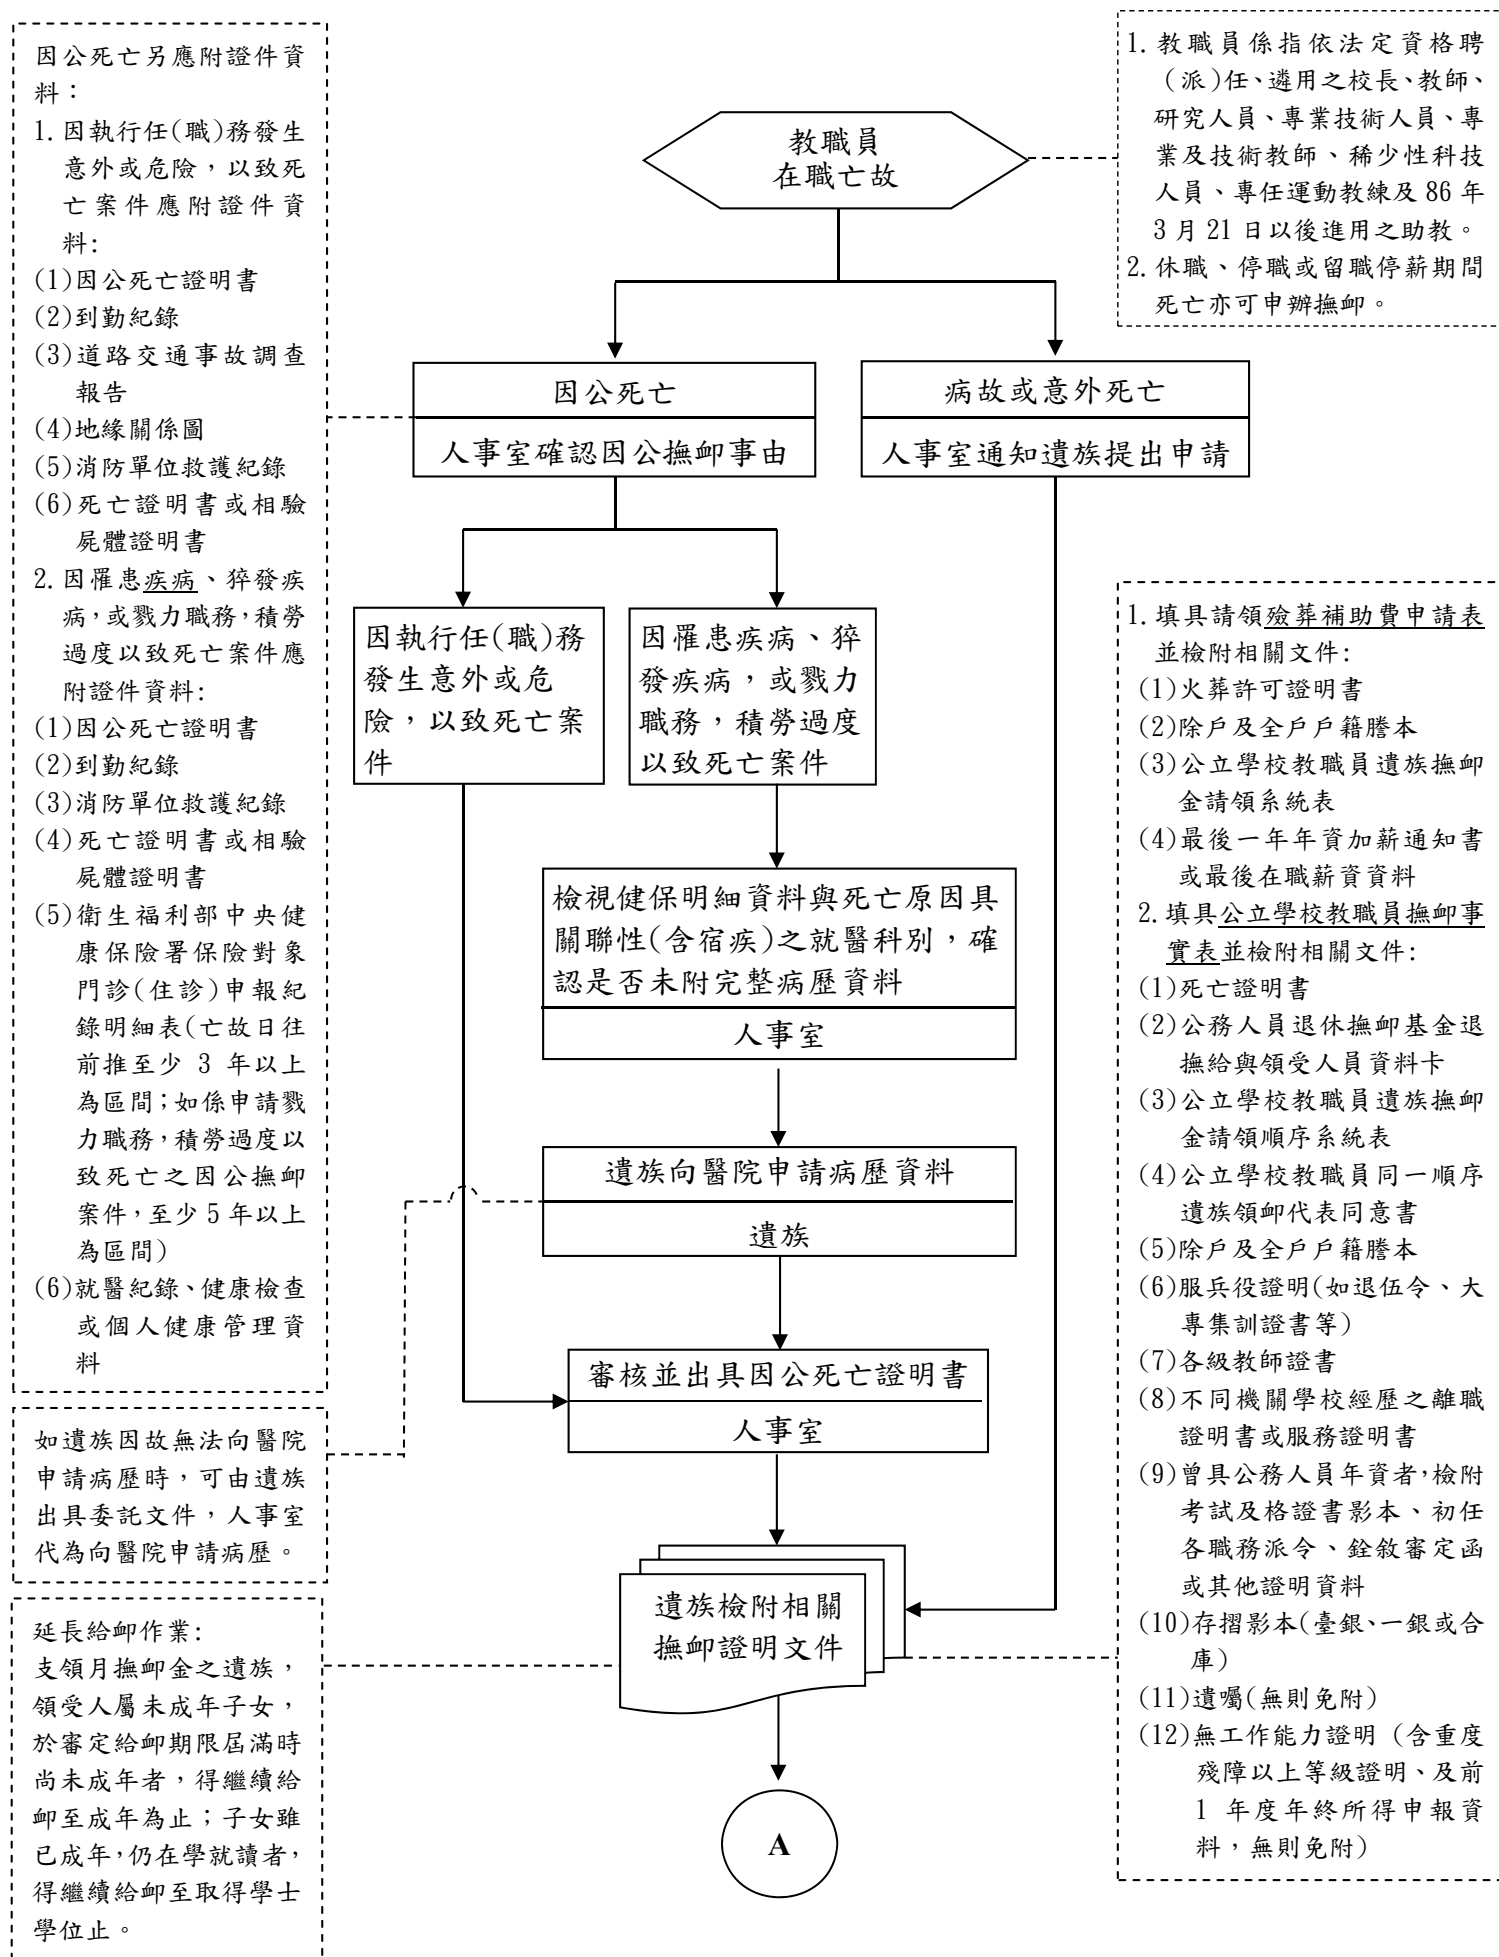 因公死亡另應附證件資
料：
1.因執行任(職)務發生
意外或危險，以致死
亡案件應附證件資
料:
(1)因公死亡證明書
(2)到勤紀錄
(3)道路交通事故調查
報告
(4)地緣關係圖
(5)消防單位救護紀錄
(6)死亡證明書或相驗
屍體證明書
2.因罹患疾病、猝發疾
病，或戮力職務，積勞
過度以致死亡案件應
附證件資料:
(1)因公死亡證明書
(2)到勤紀錄
(3)消防單位救護紀錄
(4)死亡證明書或相驗
屍體證明書
(5)衛生福利部中央健
康保險署保險對象
門診(住診)申報紀
錄明細表(亡故日往
前推至少 3 年以上
為區間；如係申請戮
力職務，積勞過度以
致死亡之因公撫卹
案件，至少 5 年以上
為區間)
(6)就醫紀錄、健康檢查
或個人健康管理資
料
如遺族因故無法向醫院
申請病歷時，可由遺族
出具委託文件，人事室
代為向醫院申請病歷。
延長給卹作業:
支領月撫卹金之遺族，
領受人屬未成年子女，
於審定給卹期限屆滿時
尚未成年者，得繼續給
卹至成年為止；子女雖
已成年，仍在學就讀者，
得繼續給卹至取得學士
學位止。
教職員
在職亡故
因公死亡
人事室確認因公撫卹事由
病故或意外死亡
人事室通知遺族提出申請
因執行任(職)務
發生意外或危
險，以致死亡案
件
因罹患疾病、猝
發疾病，或戮力
職務，積勞過度
以致死亡案件
檢視健保明細資料與死亡原因具
關聯性(含宿疾)之就醫科別，確
認是否未附完整病歷資料
人事室
遺族向醫院申請病歷資料
遺族
審核並出具因公死亡證明書
人事室
遺族檢附相關
撫卹證明文件
A
1.教職員係指依法定資格聘
(派)任、遴用之校長、教師、
研究人員、專業技術人員、專
業及技術教師、稀少性科技
人員、專任運動教練及 86 年
3 月 21 日以後進用之助教。
2.休職、停職或留職停薪期間
死亡亦可申辦撫卹。
1.填具請領殮葬補助費申請表
並檢附相關文件:
(1)火葬許可證明書
(2)除戶及全戶戶籍謄本
(3)公立學校教職員遺族撫卹
金請領系統表
(4)最後一年年資加薪通知書
或最後在職薪資資料
2.填具公立學校教職員撫卹事
實表並檢附相關文件:
(1)死亡證明書
(2)公務人員退休撫卹基金退
撫給與領受人員資料卡
(3)公立學校教職員遺族撫卹
金請領順序系統表
(4)公立學校教職員同一順序
遺族領卹代表同意書
(5)除戶及全戶戶籍謄本
(6)服兵役證明(如退伍令、大
專集訓證書等)
(7)各級教師證書
(8)不同機關學校經歷之離職
證明書或服務證明書
(9)曾具公務人員年資者，檢附
考試及格證書影本、初任
各職務派令、銓敘審定函
或其他證明資料
(10)存摺影本(臺銀、一銀或合
庫)
(11)遺囑(無則免附)
(12)無工作能力證明 (含重度
殘障以上等級證明、及前
1 年度年終所得申報資
料，無則免附)